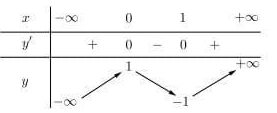 x −∞ 0 1 +∞
y′ + 0 − 0 +
y −∞ 1 −1 +∞